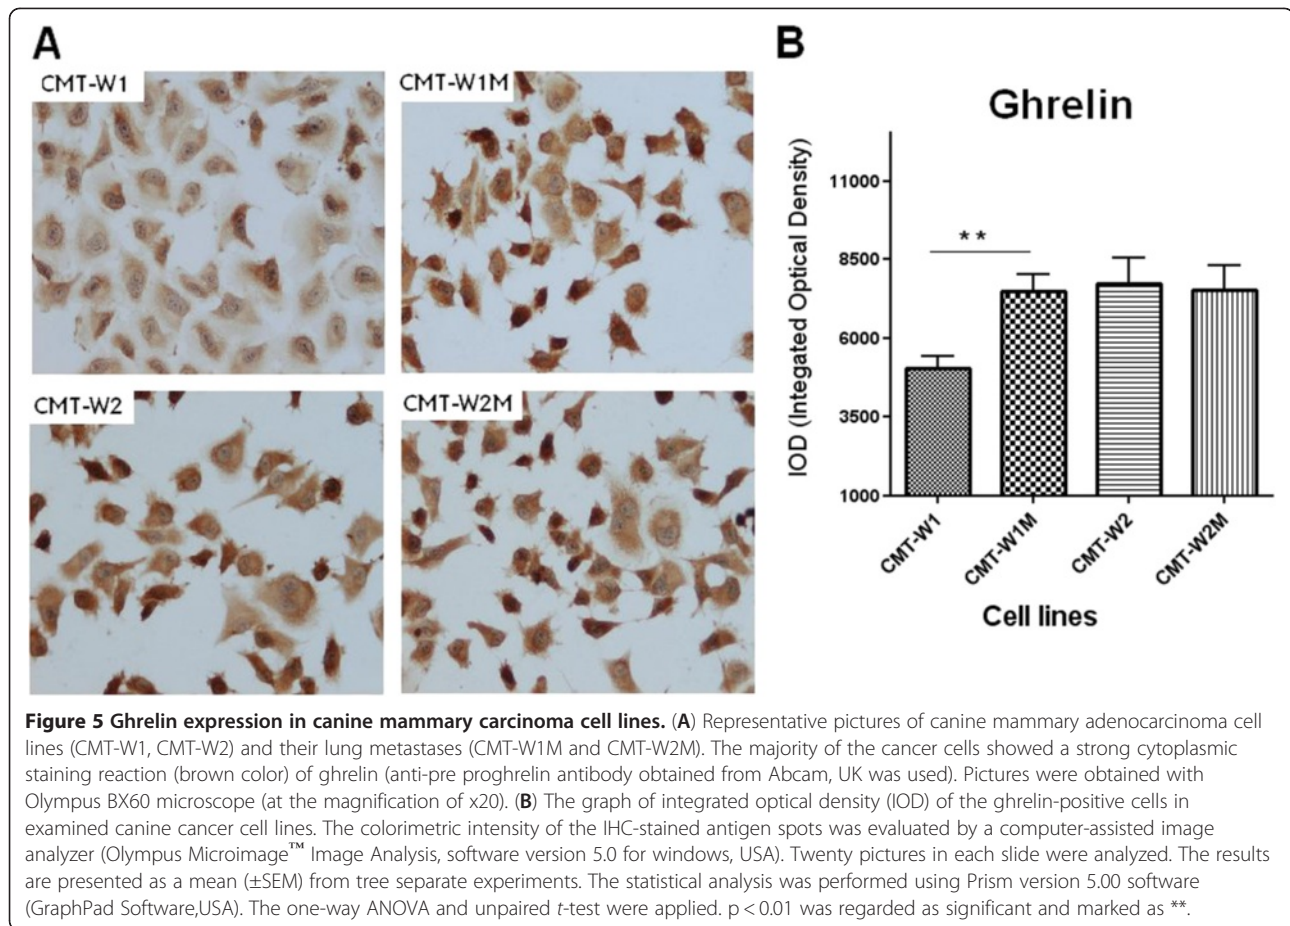 A
CMT-W1
CMT-W1M
CMT-W2
CMT-W2M
B
Ghrelin
IOD (Integated Optical Density)
11000
8500
6000
3500
1000
**
CMT-W1
CMT-W1M
CMT-W2
CMT-W2M
Cell lines
Figure 5 Ghrelin expression in canine mammary carcinoma cell lines. (A) Representative pictures of canine mammary adenocarcinoma cell
lines (CMT-W1, CMT-W2) and their lung metastases (CMT-W1M and CMT-W2M). The majority of the cancer cells showed a strong cytoplasmic
staining reaction (brown color) of ghrelin (anti-pre proghrelin antibody obtained from Abcam, UK was used). Pictures were obtained with
Olympus BX60 microscope (at the magnification of x20). (B) The graph of integrated optical density (IOD) of the ghrelin-positive cells in
examined canine cancer cell lines. The colorimetric intensity of the IHC-stained antigen spots was evaluated by a computer-assisted image
analyzer (Olympus Microimage™ Image Analysis, software version 5.0 for windows, USA). Twenty pictures in each slide were analyzed. The results
are presented as a mean (±SEM) from tree separate experiments. The statistical analysis was performed using Prism version 5.00 software
(GraphPad Software,USA). The one-way ANOVA and unpaired t-test were applied. p < 0.01 was regarded as significant and marked as **.